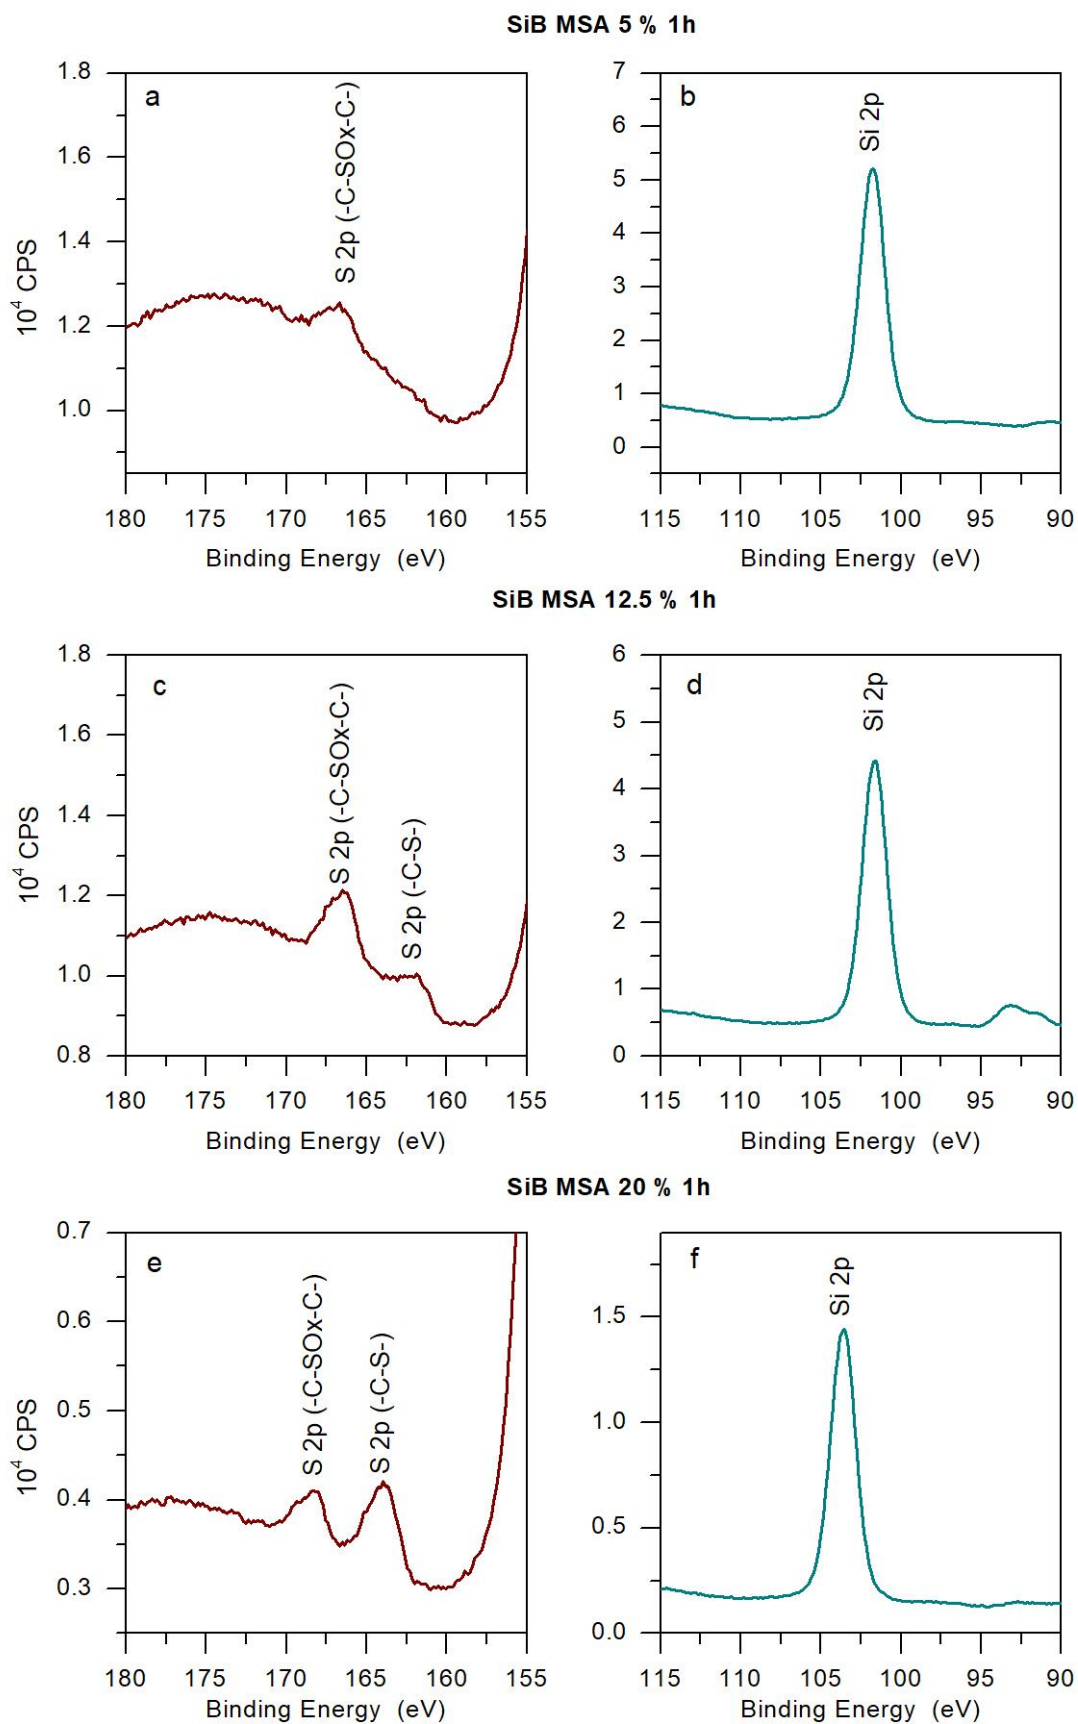 SiB MSA 5 % 1h
a
S 2p (-C-SOx-C-)
10⁴ CPS
1.8
1.6
1.4
1.2
1.0
180 175 170 165 160 155
Binding Energy (eV)
b
Si 2p
7
6
5
4
3
2
1
0
115 110 105 100 95 90
Binding Energy (eV)
SiB MSA 12.5 % 1h
c
S 2p (-C-SOx-C-)
S 2p (-C-S-)
10⁴ CPS
1.8
1.6
1.4
1.2
1.0
0.8
180 175 170 165 160 155
Binding Energy (eV)
d
Si 2p
6
5
4
3
2
1
0
115 110 105 100 95 90
Binding Energy (eV)
SiB MSA 20 % 1h
e
S 2p (-C-SOx-C-)
S 2p (-C-S-)
10⁴ CPS
0.7
0.6
0.5
0.4
0.3
180 175 170 165 160 155
Binding Energy (eV)
f
Si 2p
1.5
1.0
0.5
0.0
115 110 105 100 95 90
Binding Energy (eV)